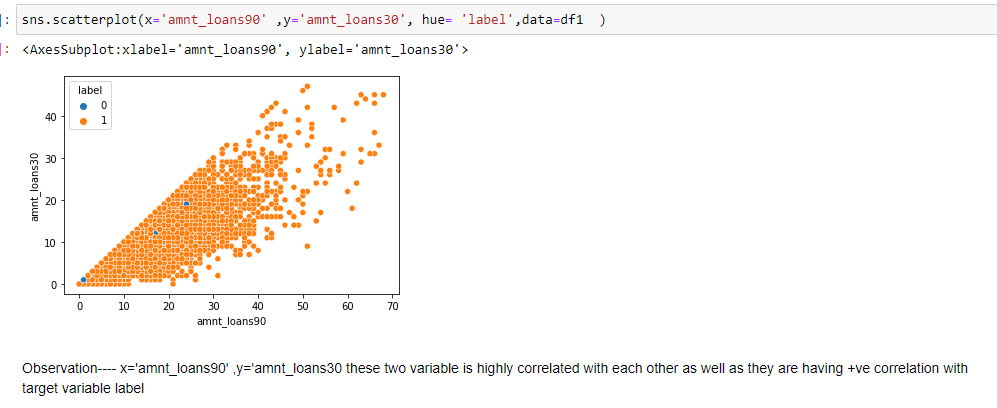 ]: sns.scatterplot(x='amnt_loans90' ,y='amnt_loans30', hue= 'label',data=df1  )
]: <AxesSubplot:xlabel='amnt_loans90', ylabel='amnt_loans30'>
label
0
1
40
30
20
10
0
amnt_loans30
0 10 20 30 40 50 60 70
amnt_loans90
Observation---- x='amnt_loans90' ,y='amnt_loans30 these two variable is highly correlated with each other as well as they are having +ve correlation with
target variable label